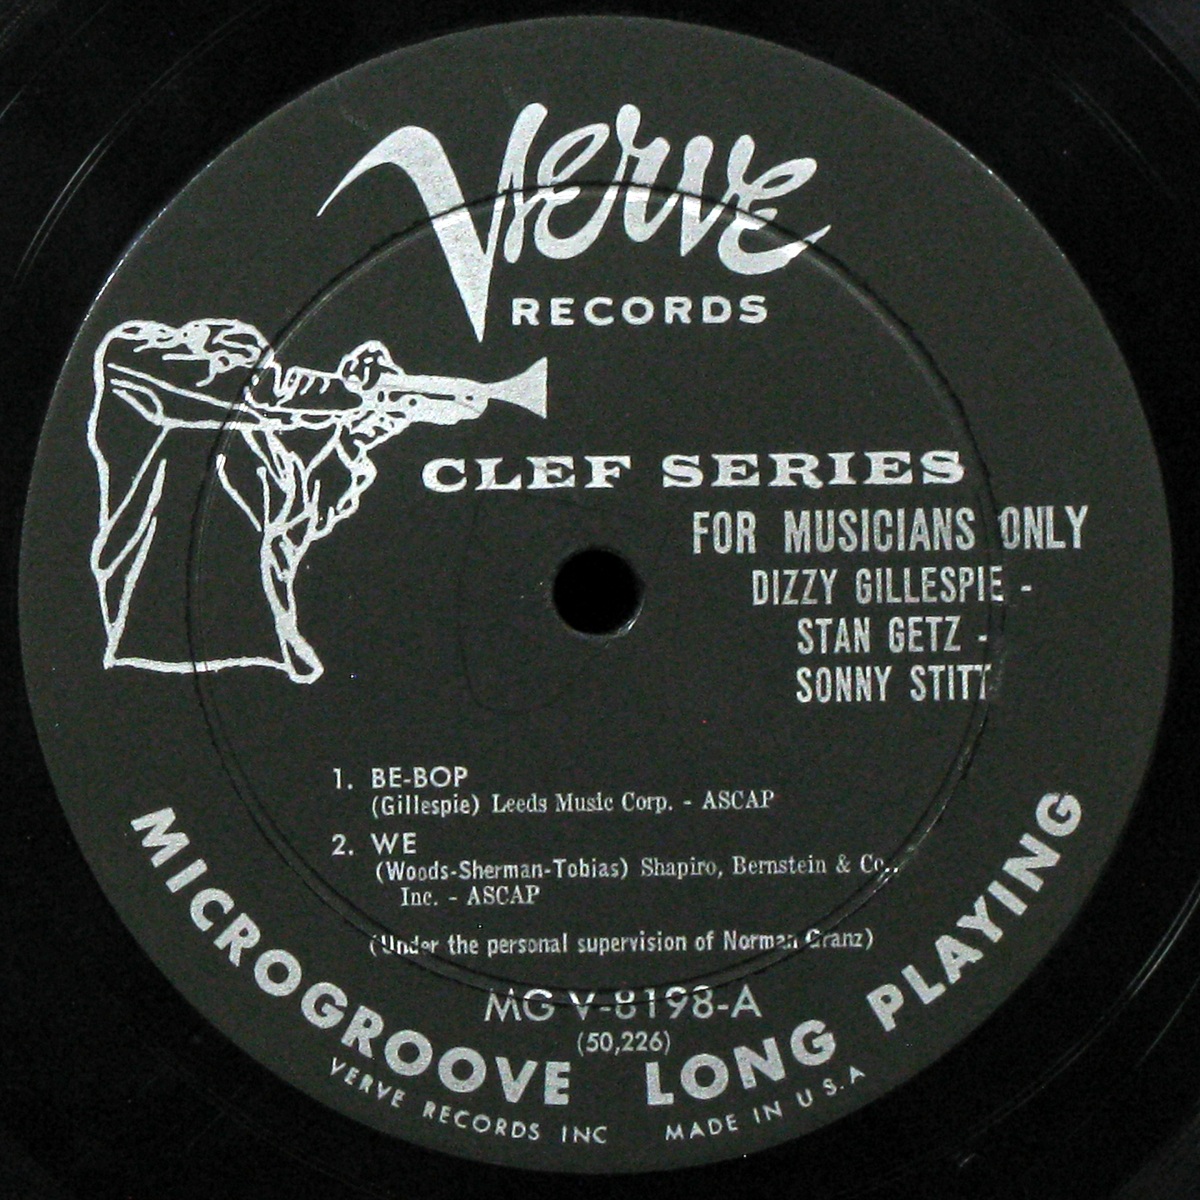 Verve
RECORDS
CLEF SERIES
FOR MUSICIANS ONLY
DIZZY GILLESPIE -
STAN GETZ -
SONNY STITT
1. BE-BOP
(Gillespie) Leeds Music Corp. - ASCAP
2. WE
(Woods-Sherman-Tobias) Shapiro, Bernstein & Co.,
Inc. - ASCAP
(Under the personal supervision of Norman Granz)
MG V-8198-A
(50,226)
MICROGROOVE LONG PLAYING
VERVE RECORDS INC MADE IN U.S.A